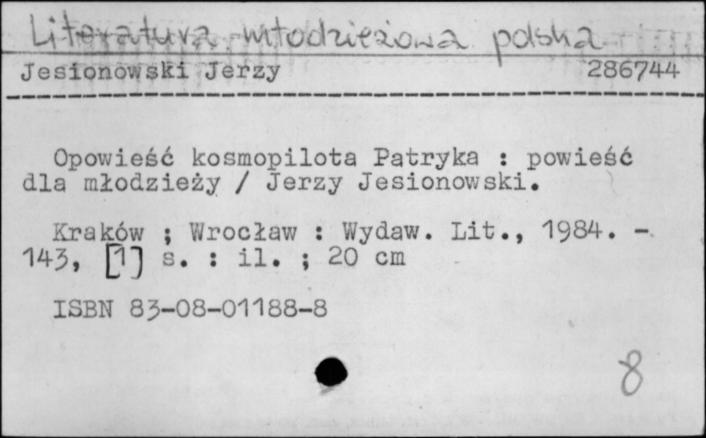 Literatura młodzieżowa polska
Jesionowski Jerzy 286744
Opowieść kosmopilota Patryka : powieść
dla młodzieży / Jerzy Jesionowski.
Kraków ; Wrocław : Wydaw. Lit., 1984. -
143, [1] s. : il. ; 20 cm
ISBN 83-08-01188-8
8